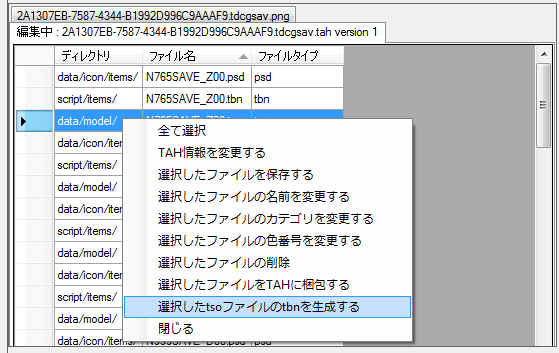 2A1307EB-7587-4344-B1992D996C9AAAF9.tdcgsav.png
編集中 : 2A1307EB-7587-4344-B1992D996C9AAAF9.tdcgsav.tah version 1
ディレクトリ ファイル名 ファイルタイプ
data/icon/items/ N765SAVE_Z00.psd psd
script/items/ N765SAVE_Z00.tbn tbn
data/model/
data/icon/iten
script/items/
data/model/
data/icon/iten
script/items/
data/model/
data/icon/iten
script/items/
data/model/
全て選択
TAH情報を変更する
選択したファイルを保存する
選択したファイルの名前を変更する
選択したファイルのカテゴリを変更する
選択したファイルの色番号を変更する
選択したファイルの削除
選択したファイルをTAHに梱包する
選択したtsoファイルのtbnを生成する
閉じる